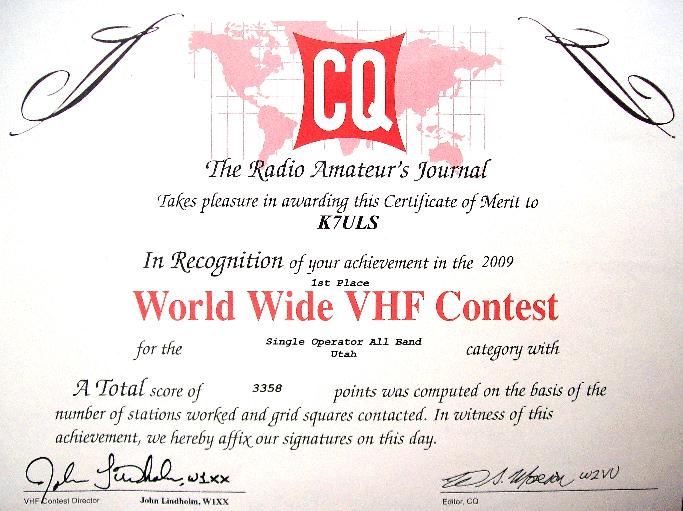 CQ
The Radio Amateur's Journal
Takes pleasure in awarding this Certificate of Merit to
K7ULS
In Recognition of your achievement in the 2009
1st Place
World Wide VHF Contest
for the Single Operator All Band category with
Utah
A Total score of 3358 points was computed on the basis of the
number of stations worked and grid squares contacted. In witness of this
achievement, we hereby affix our signatures on this day.
John Lindholm, W1XX
W2VU
VHF Contest Director John Lindholm, W1XX
Editor, CQ